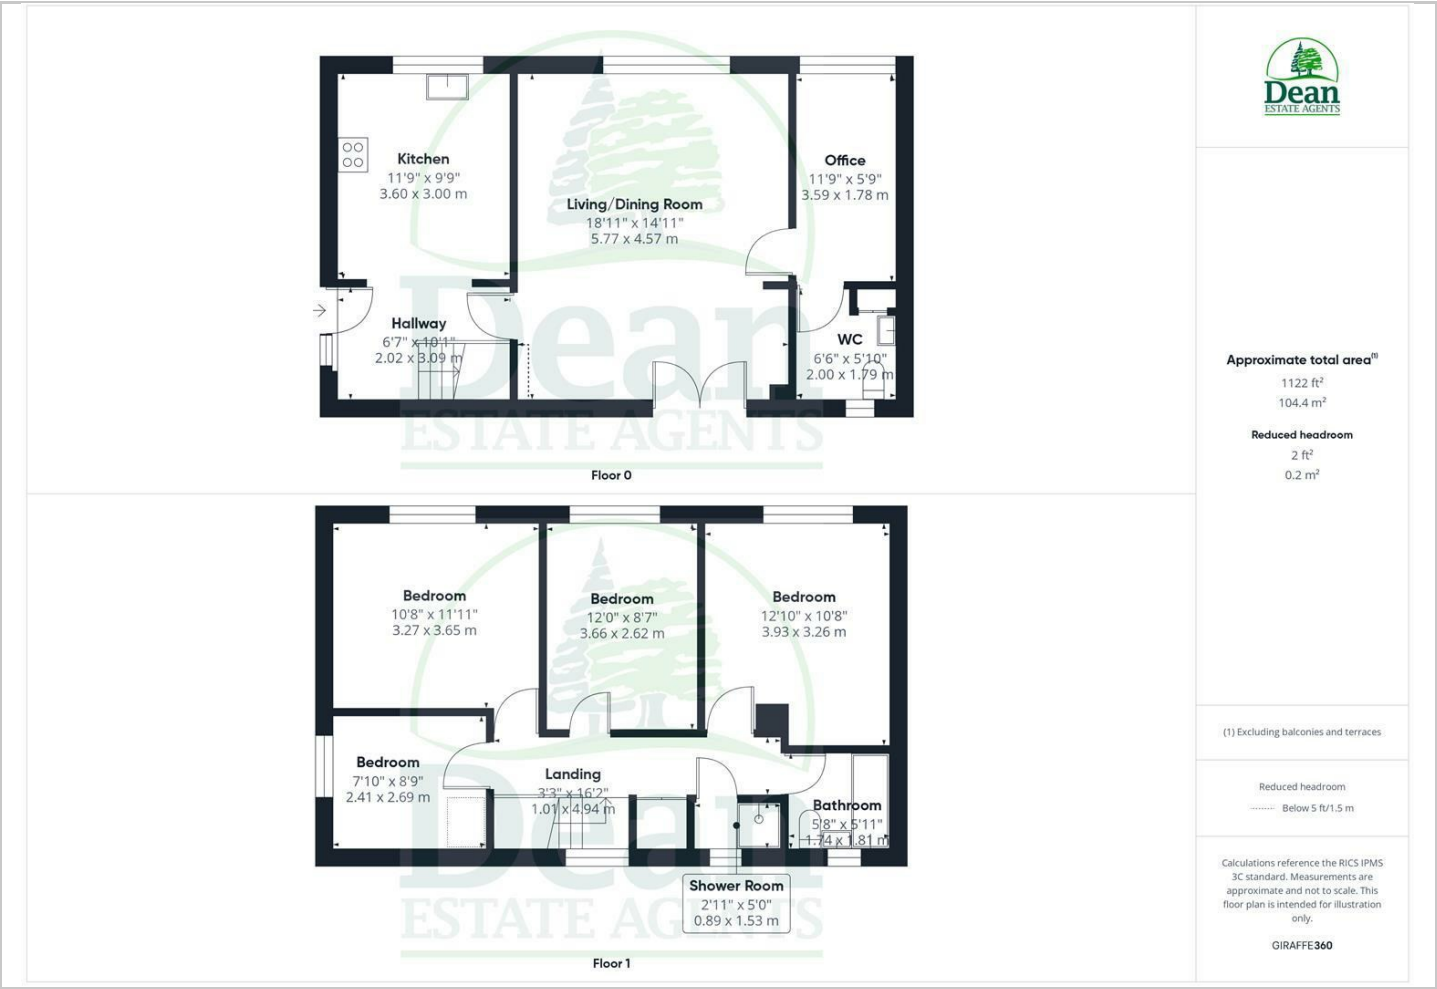 Kitchen
11'9" x 9'9"
3.60 x 3.00 m
Living/Dining Room
18'11" x 14'11"
5.77 x 4.57 m
Office
11'9" x 5'9"
3.59 x 1.78 m
Hallway
6'7" x 10'1"
2.02 x 3.09 m
WC
6'6" x 5'10"
2.00 x 1.79 m
Dean
ESTATE AGENTS
Floor 0
Bedroom
10'8" x 11'11"
3.27 x 3.65 m
Bedroom
12'0" x 8'7"
3.66 x 2.62 m
Bedroom
12'10" x 10'8"
3.93 x 3.26 m
Bedroom
7'10" x 8'9"
2.41 x 2.69 m
Landing
3'3" x 16'2"
1.01 x 4.94 m
Bathroom
5'8" x 5'11"
1.74 x 1.81 m
Shower Room
2'11" x 5'0"
0.89 x 1.53 m
Dean
ESTATE AGENTS
Floor 1
Dean
ESTATE AGENTS
Approximate total area(1)
1122 ft²
104.4 m²
Reduced headroom
2 ft²
0.2 m²
(1) Excluding balconies and terraces
Reduced headroom
Below 5 ft/1.5 m
Calculations reference the RICS IPMS
3C standard. Measurements are
approximate and not to scale. This
floor plan is intended for illustration
only.
GIRAFFE360